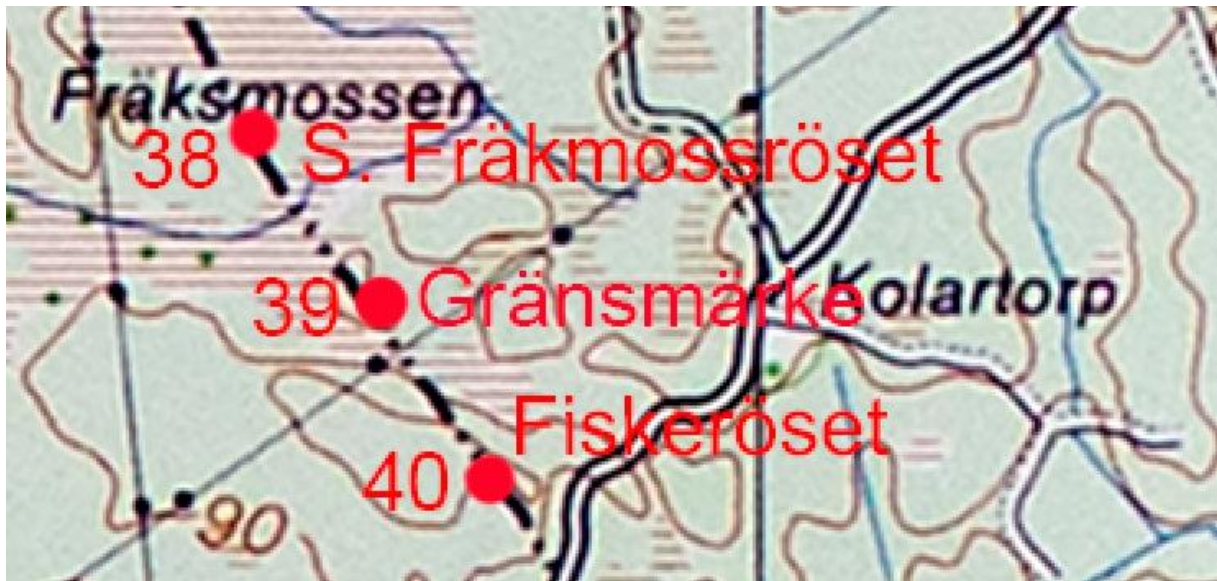 Fräksmossen
38 S. Fräkmossröset
39 Gränsmärke
Kolartorp
Fiskeröset
40
90